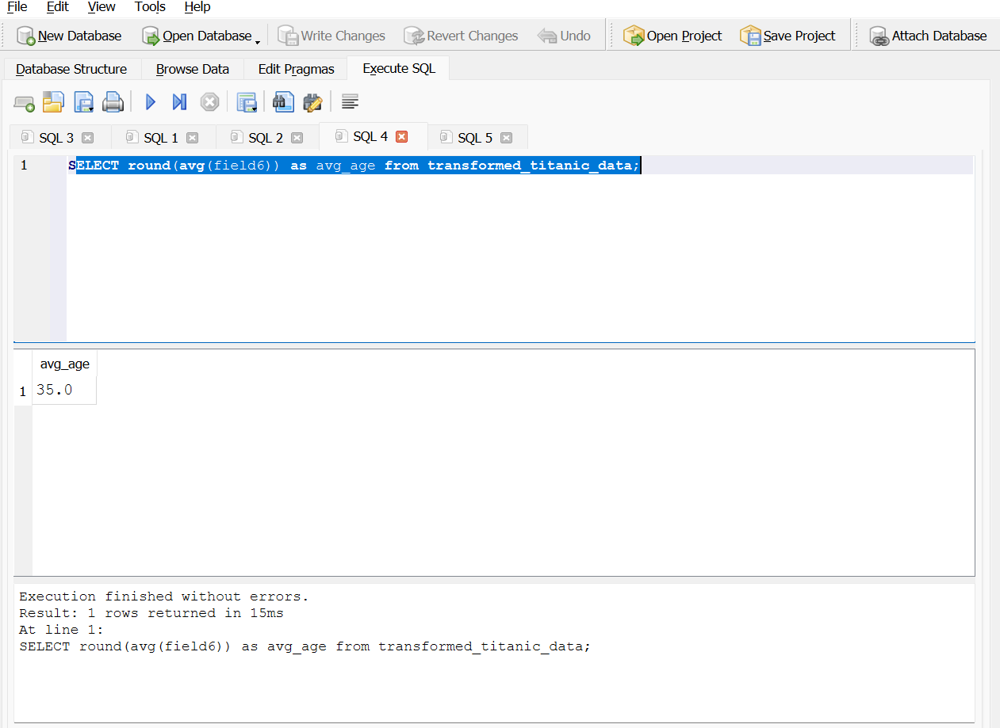 File Edit View Tools Help
New Database Open Database Write Changes Revert Changes Undo Open Project Save Project Attach Database
Database Structure Browse Data Edit Pragmas Execute SQL
SQL 3 SQL 1 SQL 2 SQL 4 SQL 5
1 SELECT round(avg(field6)) as avg_age from transformed_titanic_data;
avg_age
1 35.0
Execution finished without errors.
Result: 1 rows returned in 15ms
At line 1:
SELECT round(avg(field6)) as avg_age from transformed_titanic_data;